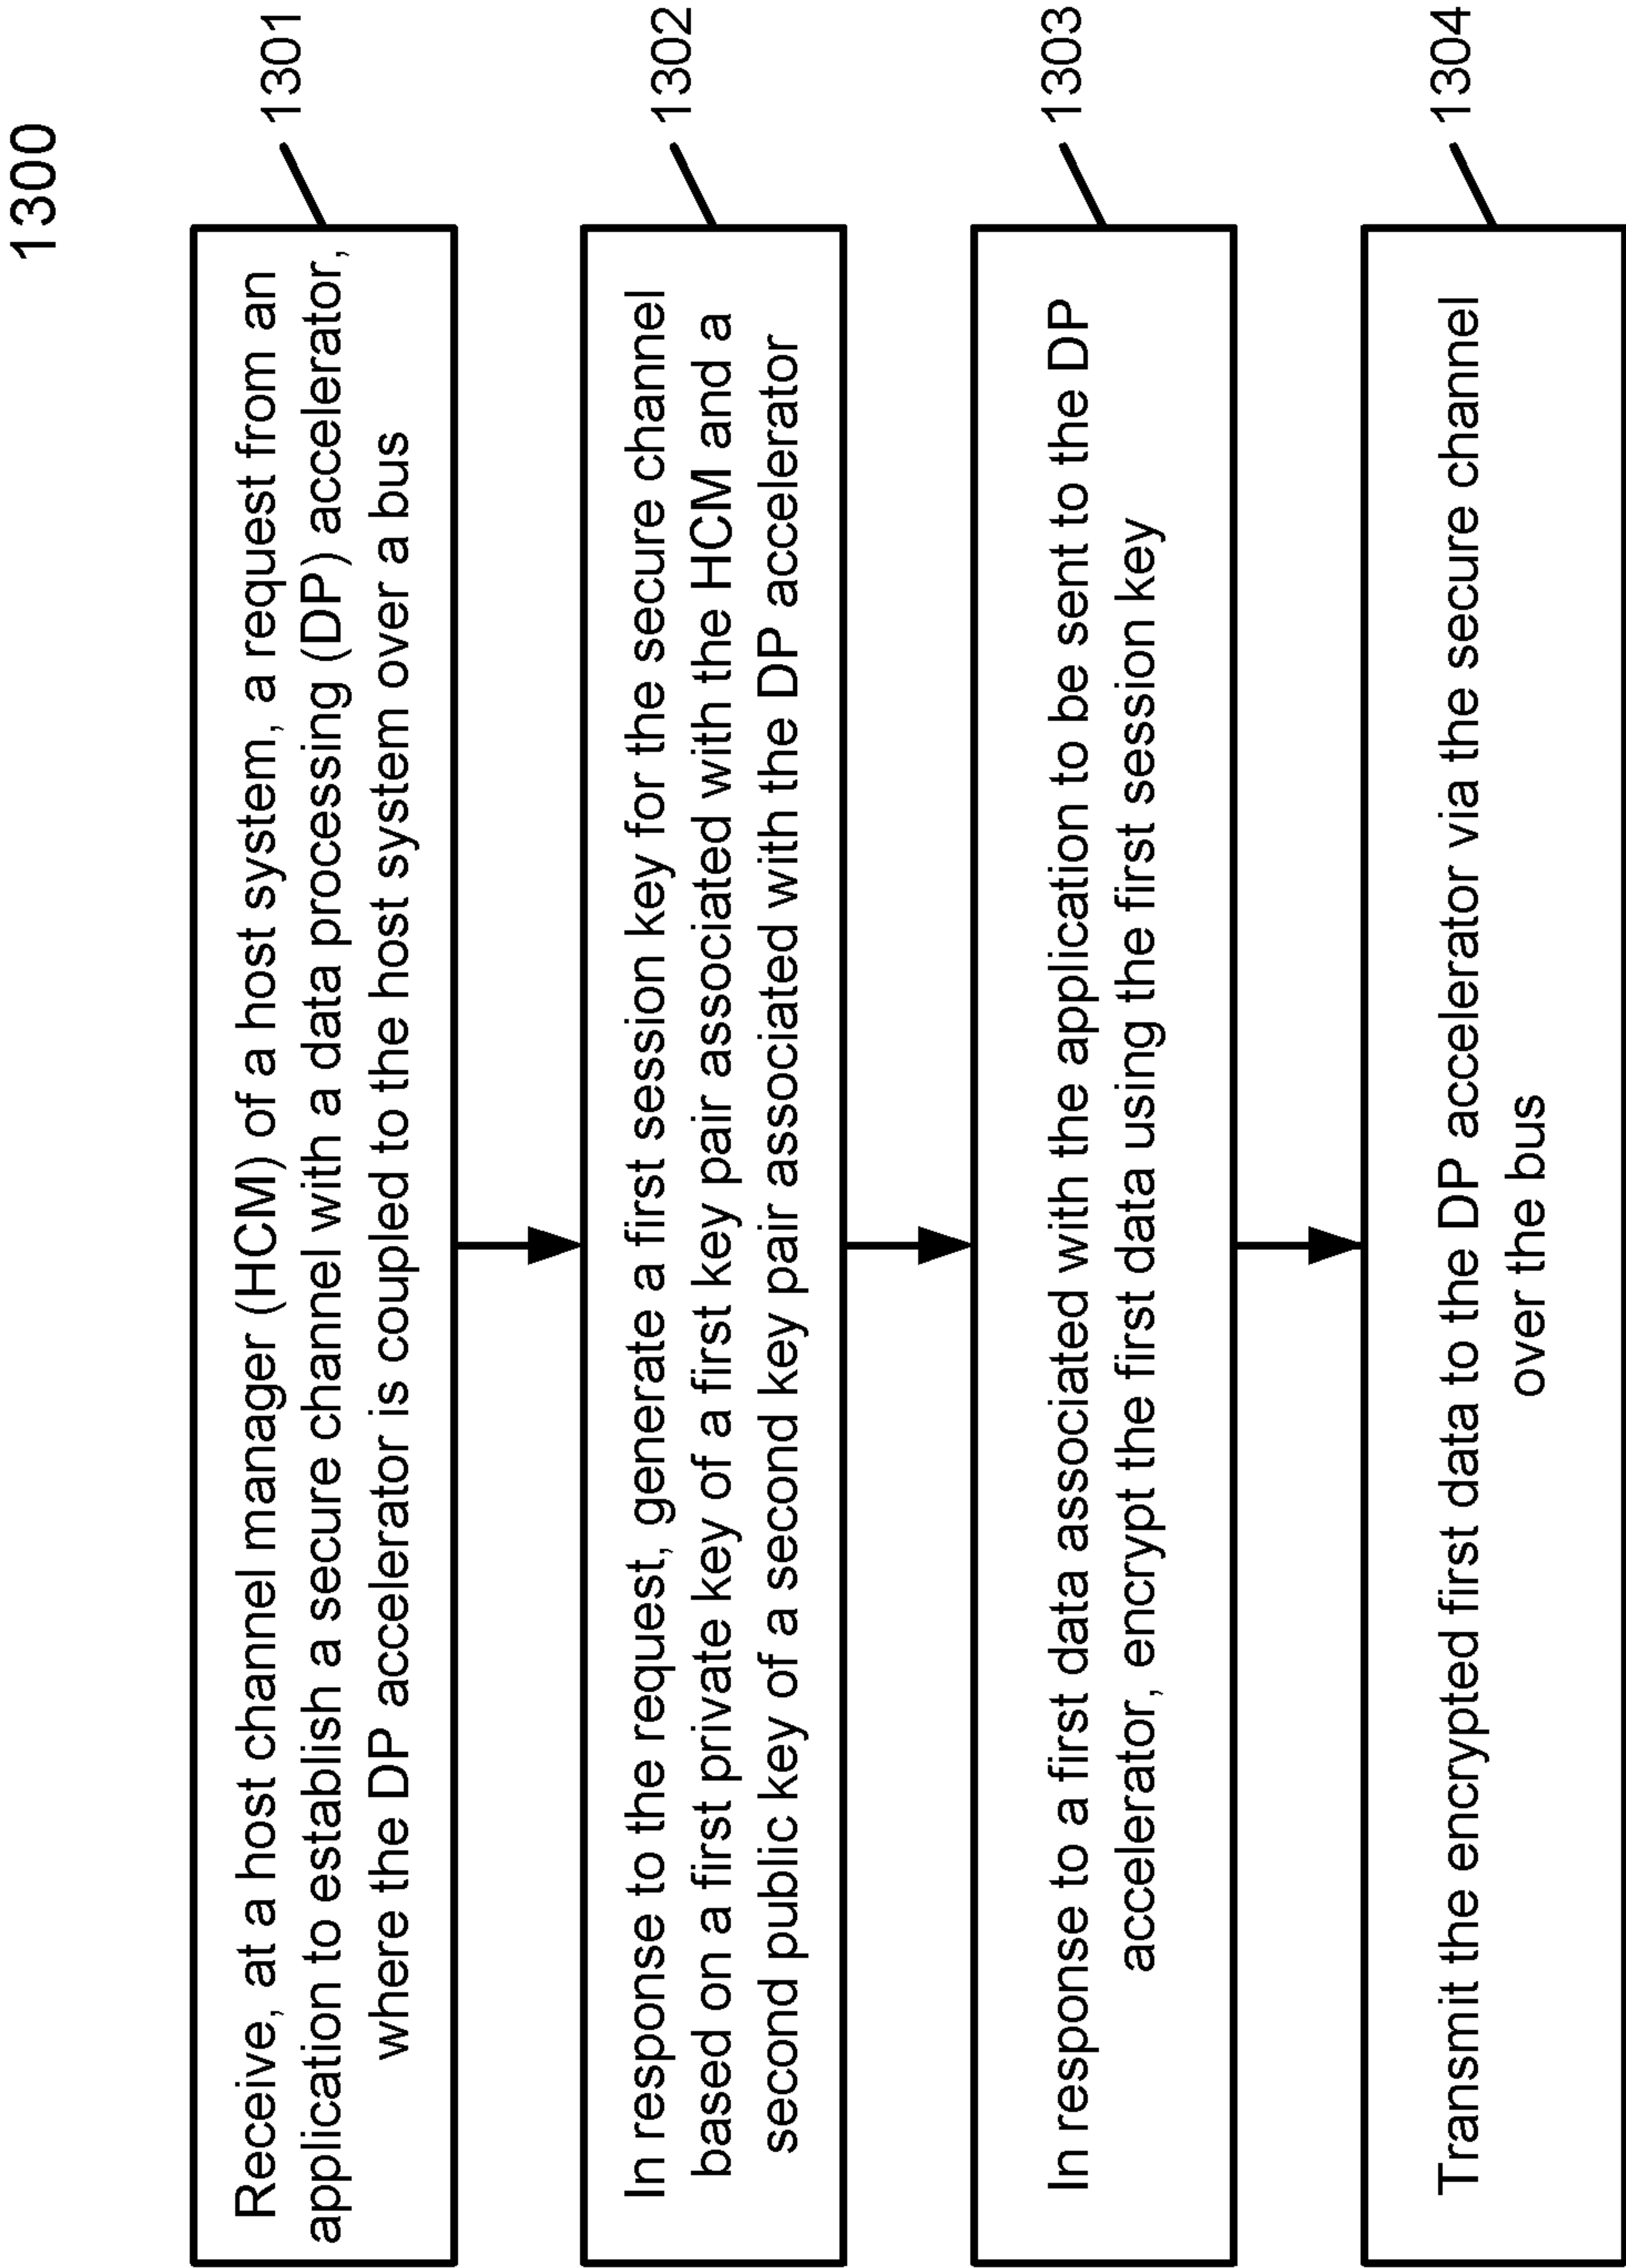 1300
Receive, at a host channel manager (HCM) of a host system, a request from an
application to establish a secure channel with a data processing (DP) accelerator,
where the DP accelerator is coupled to the host system over a bus
1301
In response to the request, generate a first session key for the secure channel
based on a first private key of a first key pair associated with the HCM and a
second public key of a second key pair associated with the DP accelerator
1302
In response to a first data associated with the application to be sent to the DP
accelerator, encrypt the first data using the first session key
1303
Transmit the encrypted first data to the DP accelerator via the secure channel
over the bus
1304